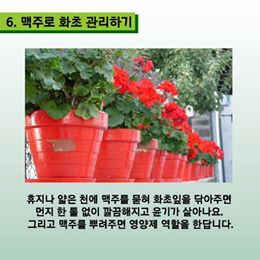 6. 맥주로 화초 관리하기
휴지나 얇은 천에 맥주를 묻혀 화초잎을 닦아주면
먼지 한 톨 없이 깔끔해지고 윤기가 살아나요.
그리고 맥주를 뿌려주면 영양제 역할을 한답니다.